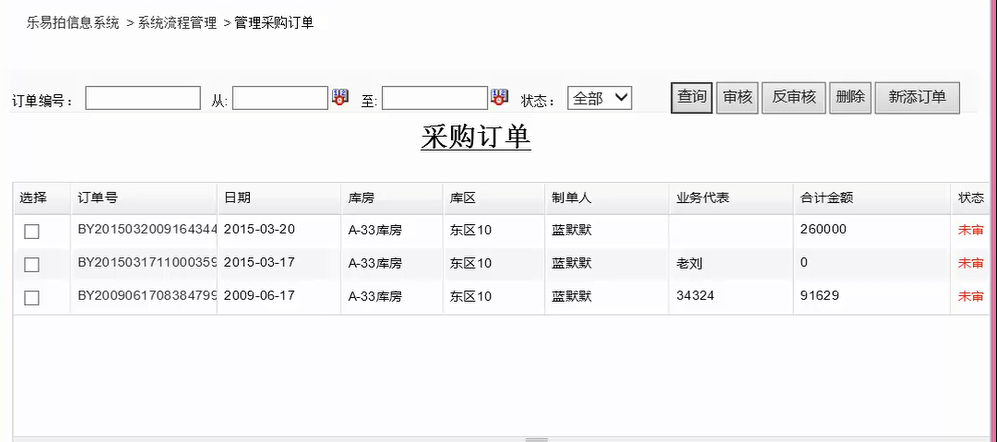 乐易拍信息系统 > 系统流程管理 > 管理采购订单
订单编号： 从: 至: 状态： 全部 查询 审核 反审核 删除 新添订单
采购订单
选择 订单号 日期 库房 库区 制单人 业务代表 合计金额 状态
BY2015032009164344 2015-03-20 A-33库房 东区10 蓝默默 260000 未审
BY2015031711000359 2015-03-17 A-33库房 东区10 蓝默默 老刘 0 未审
BY2009061708384799 2009-06-17 A-33库房 东区10 蓝默默 34324 91629 未审